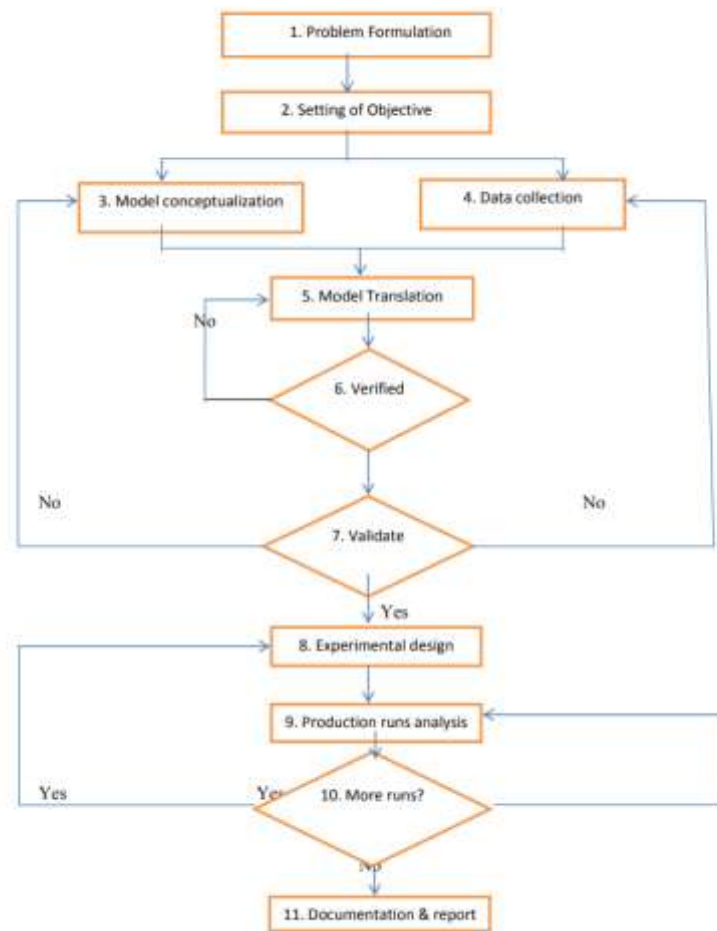 1. Problem Formulation
2. Setting of Objective
3. Model conceptualization
4. Data collection
5. Model Translation
No
6. Verified
No
No
7. Validate
Yes
8. Experimental design
9. Production runs analysis
Yes
Yes
10. More runs?
No
11. Documentation & report